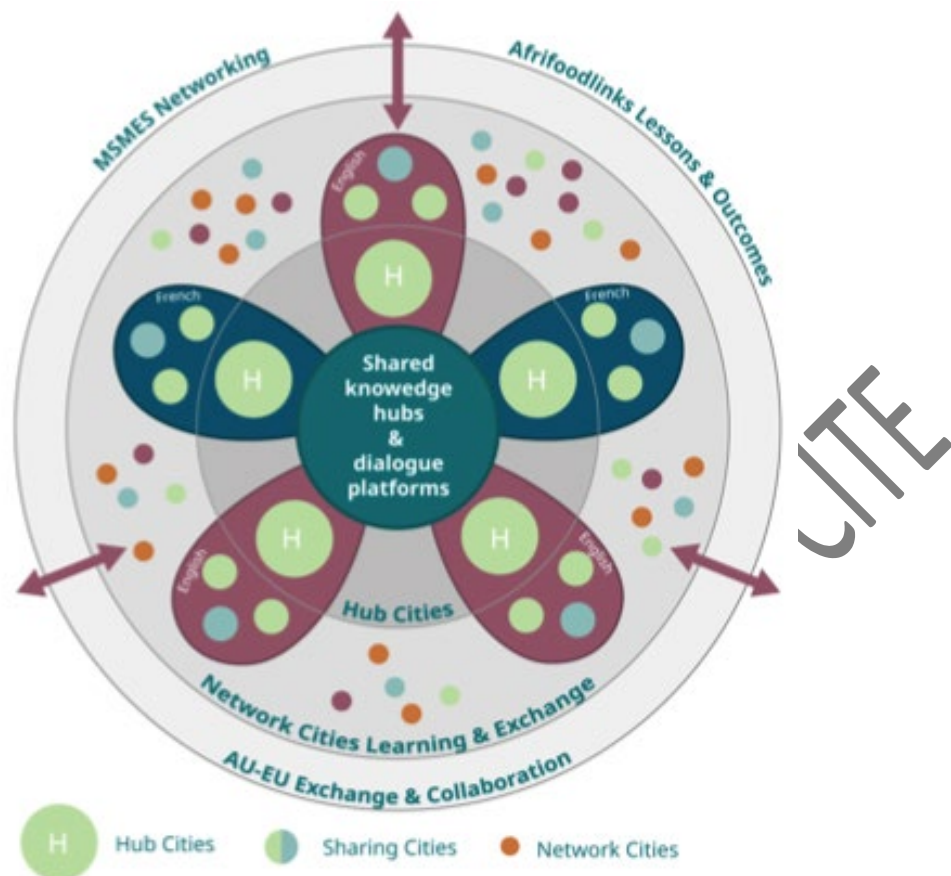 MSMES Networking
Afrifoodlinks Lessons & Outcomes
English
H
French
H
French
H
Shared
knowedge
hubs
&
dialogue
platforms
English
H
English
H
Hub Cities
Network Cities Learning & Exchange
AU-EU Exchange & Collaboration
H Hub Cities
Sharing Cities
Network Cities